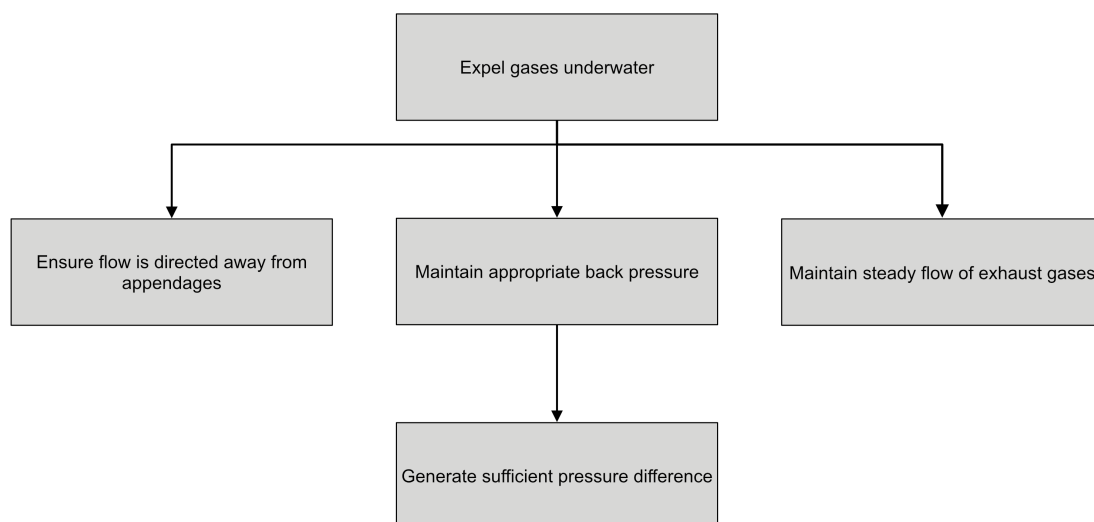 Expel gases underwater
Ensure flow is directed away from
appendages
Maintain appropriate back pressure
Maintain steady flow of exhaust gases
Generate sufficient pressure difference